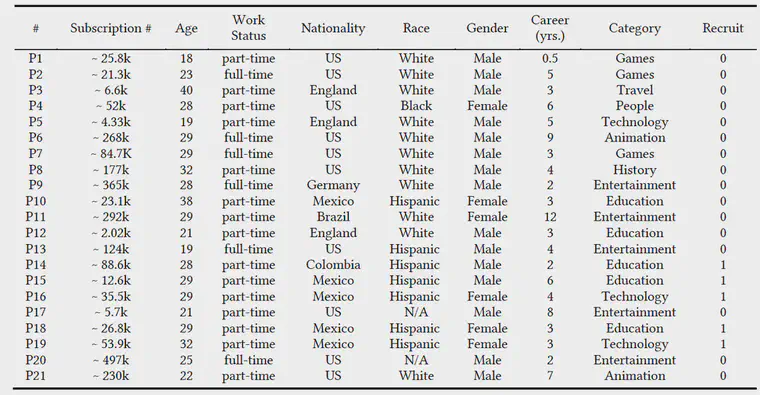 # Subscription # Age Work Status Nationality Race Gender Career (yrs.) Category Recruit
P1 ~ 25.8k 18 part-time US White Male 0.5 Games 0
P2 ~ 21.3k 23 full-time US White Male 5 Games 0
P3 ~ 6.6k 40 part-time England White Male 3 Travel 0
P4 ~ 52k 28 part-time US Black Female 6 People 0
P5 ~ 4.33k 19 part-time England White Male 5 Technology 0
P6 ~ 268k 29 full-time US White Male 9 Animation 0
P7 ~ 84.7K 29 full-time US White Male 3 Games 0
P8 ~ 177k 32 part-time US White Male 4 History 0
P9 ~ 365k 28 full-time Germany White Male 2 Entertainment 0
P10 ~ 23.1k 38 part-time Mexico Hispanic Female 3 Education 0
P11 ~ 292k 29 part-time Brazil White Female 12 Entertainment 0
P12 ~ 2.02k 21 part-time England White Male 3 Education 0
P13 ~ 124k 19 full-time US Hispanic Male 4 Entertainment 0
P14 ~ 88.6k 28 part-time Colombia Hispanic Male 2 Education 1
P15 ~ 12.6k 29 part-time Mexico Hispanic Male 6 Education 1
P16 ~ 35.5k 29 part-time Mexico Hispanic Female 4 Technology 1
P17 ~ 5.7k 21 part-time US N/A Male 8 Entertainment 0
P18 ~ 26.8k 29 part-time Mexico Hispanic Female 3 Education 1
P19 ~ 53.9k 32 part-time Mexico Hispanic Female 3 Technology 1
P20 ~ 497k 25 full-time US N/A Male 2 Entertainment 0
P21 ~ 230k 22 part-time US White Male 7 Animation 0